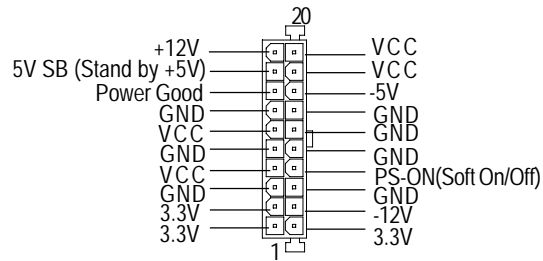 20
+12V
5V SB (Stand by +5V)
Power Good
GND
VCC
GND
VCC
GND
3.3V
3.3V
VCC
VCC
-5V
GND
GND
GND
PS-ON(Soft On/Off)
GND
-12V
3.3V
1